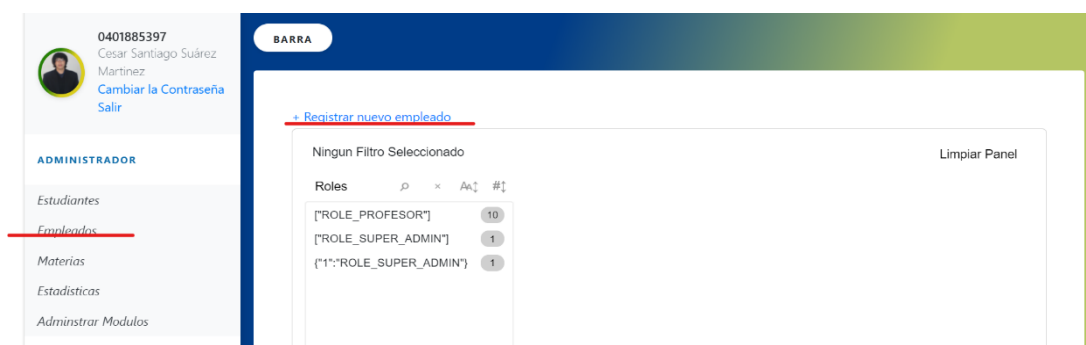 0401885397
Cesar Santiago Suárez
Martinez
Cambiar la Contraseña
Salir
ADMINISTRADOR
Estudiantes
Empleados
Materias
Estadisticas
Adminstrar Modulos
BARRA
+ Registrar nuevo empleado
Ningun Filtro Seleccionado
Limpiar Panel
Roles
["ROLE_PROFESOR"] 10
["ROLE_SUPER_ADMIN"] 1
{"1":"ROLE_SUPER_ADMIN"} 1